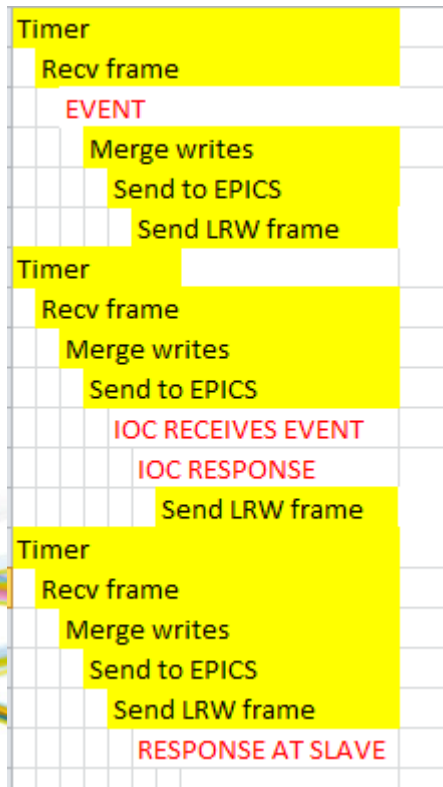 Timer
Recv frame
EVENT
Merge writes
Send to EPICS
Send LRW frame
Timer
Recv frame
Merge writes
Send to EPICS
IOC RECEIVES EVENT
IOC RESPONSE
Send LRW frame
Timer
Recv frame
Merge writes
Send to EPICS
Send LRW frame
RESPONSE AT SLAVE